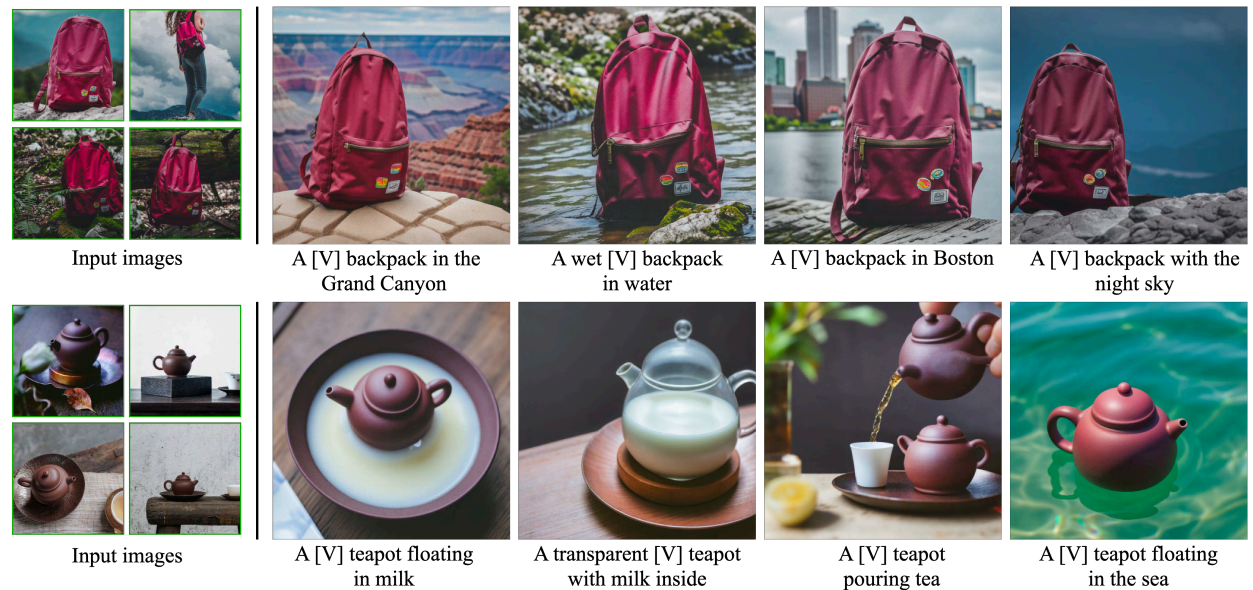 Input images
A [V] backpack in the
Grand Canyon
A wet [V] backpack
in water
A [V] backpack in Boston
A [V] backpack with the
night sky
Input images
A [V] teapot floating
in milk
A transparent [V] teapot
with milk inside
A [V] teapot
pouring tea
A [V] teapot floating
in the sea